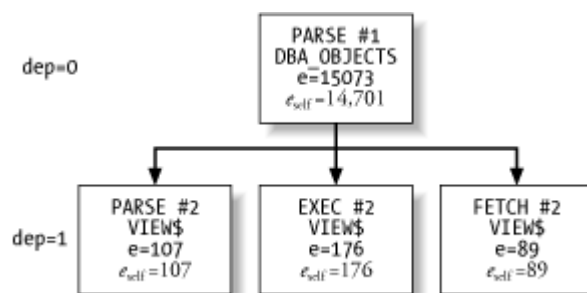 dep=0
PARSE #1
DBA_OBJECTS
e=15073
eself=14,701
dep=1
PARSE #2
VIEW$
e=107
eself=107
EXEC #2
VIEW$
e=176
eself=176
FETCH #2
VIEW$
e=89
eself=89